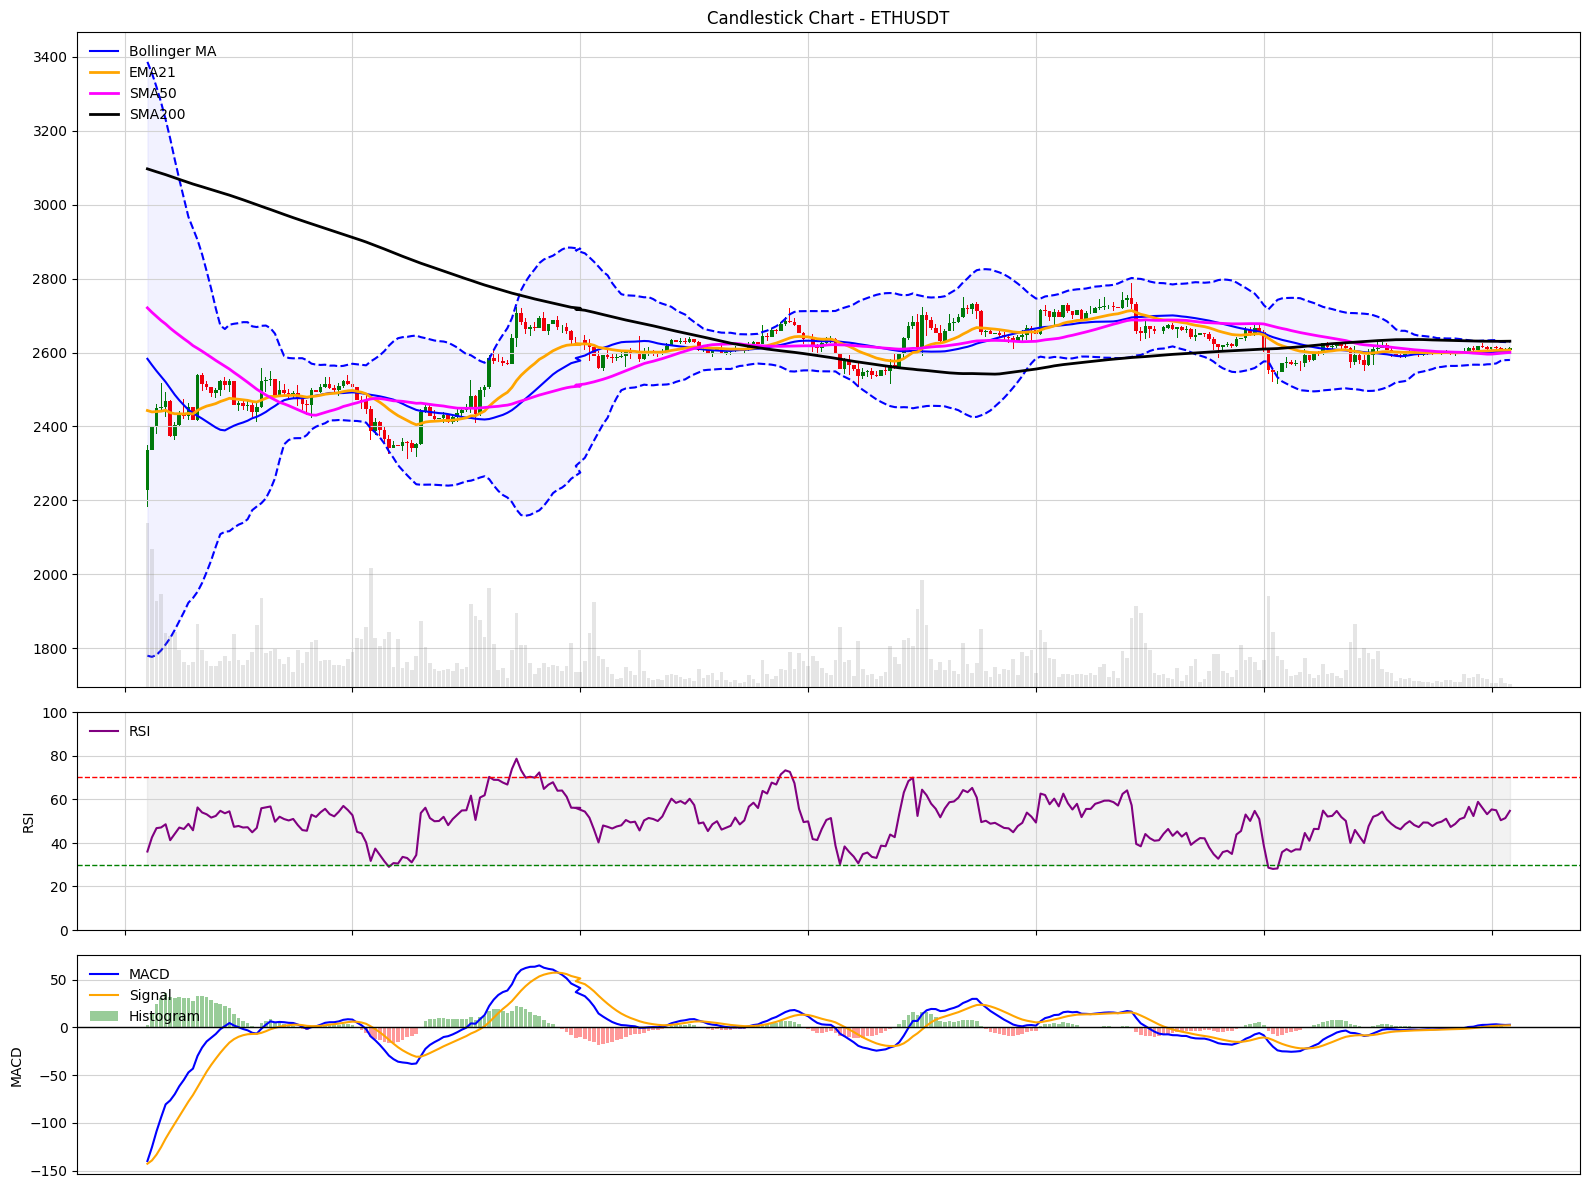 Candlestick Chart - ETHUSDT
Bollinger MA
EMA21
SMA50
SMA200
3400
3200
3000
2800
2600
2400
2200
2000
1800
RSI
100
80
60
40
20
0
RSI
MACD
Signal
Histogram
50
0
−50
−100
−150
MACD